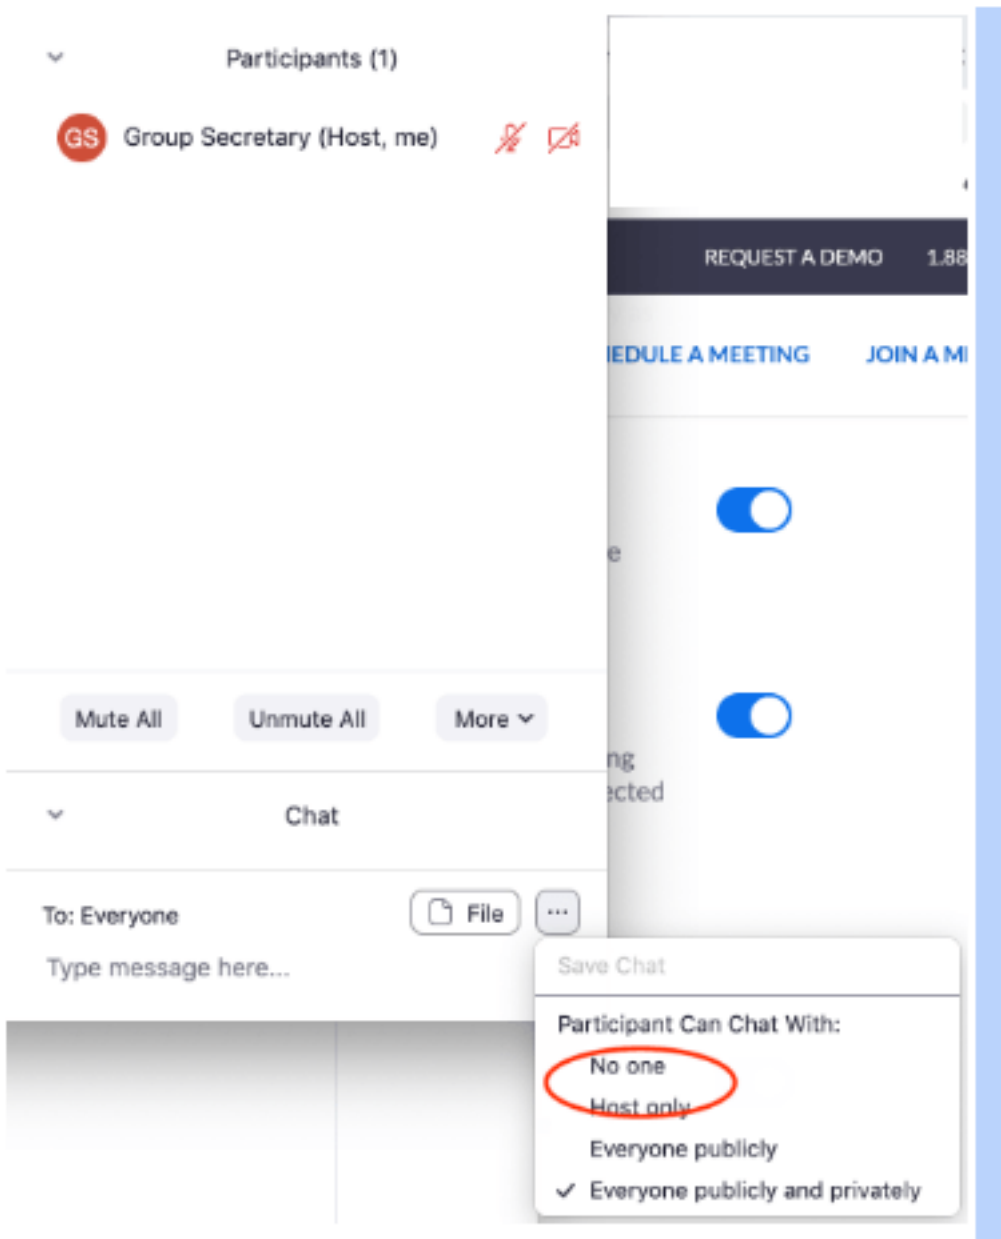 Participants (1)
GS Group Secretary (Host, me)
REQUEST A DEMO 1.88
EDULE A MEETING JOIN A M
e
Mute All Unmute All More
ng
ected
Chat
To: Everyone File ...
Type message here...
Save Chat
Participant Can Chat With:
No one
Host only
Everyone publicly
✓ Everyone publicly and privately